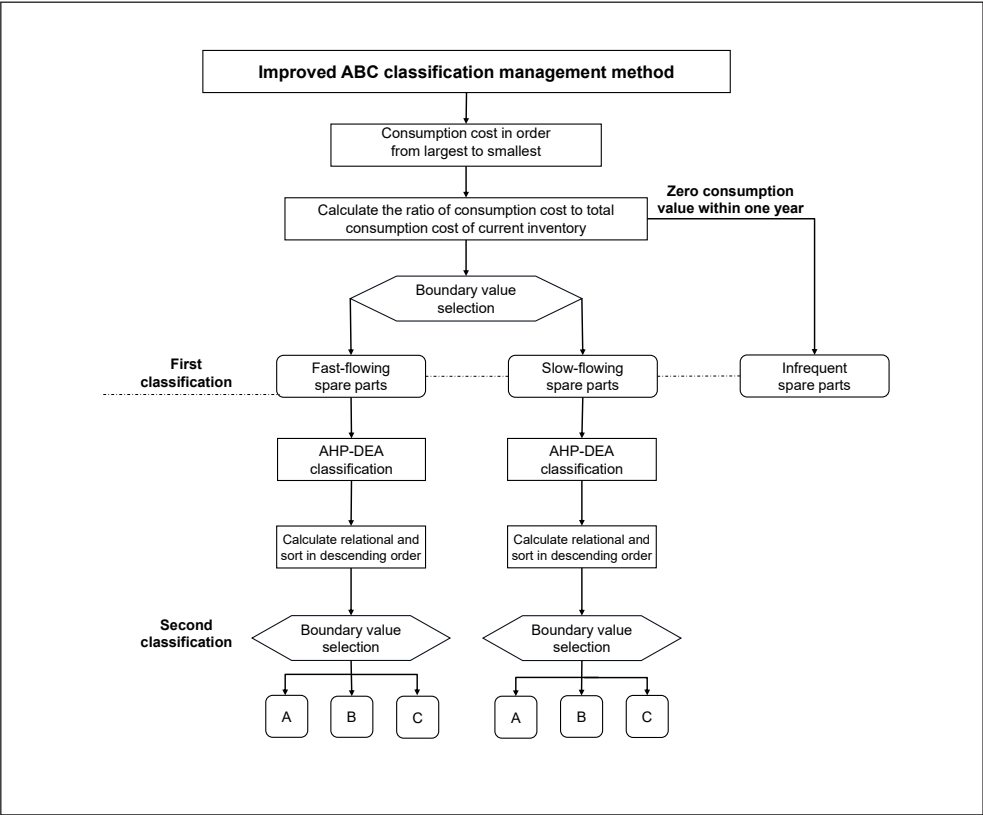 Improved ABC classification management method
Consumption cost in order
from largest to smallest
Zero consumption
value within one year
Calculate the ratio of consumption cost to total
consumption cost of current inventory
Boundary value
selection
First
classification
Fast-flowing
spare parts
Slow-flowing
spare parts
Infrequent
spare parts
AHP-DEA
classification
AHP-DEA
classification
Calculate relational and
sort in descending order
Calculate relational and
sort in descending order
Second
classification
Boundary value
selection
Boundary value
selection
A
B
C
A
B
C